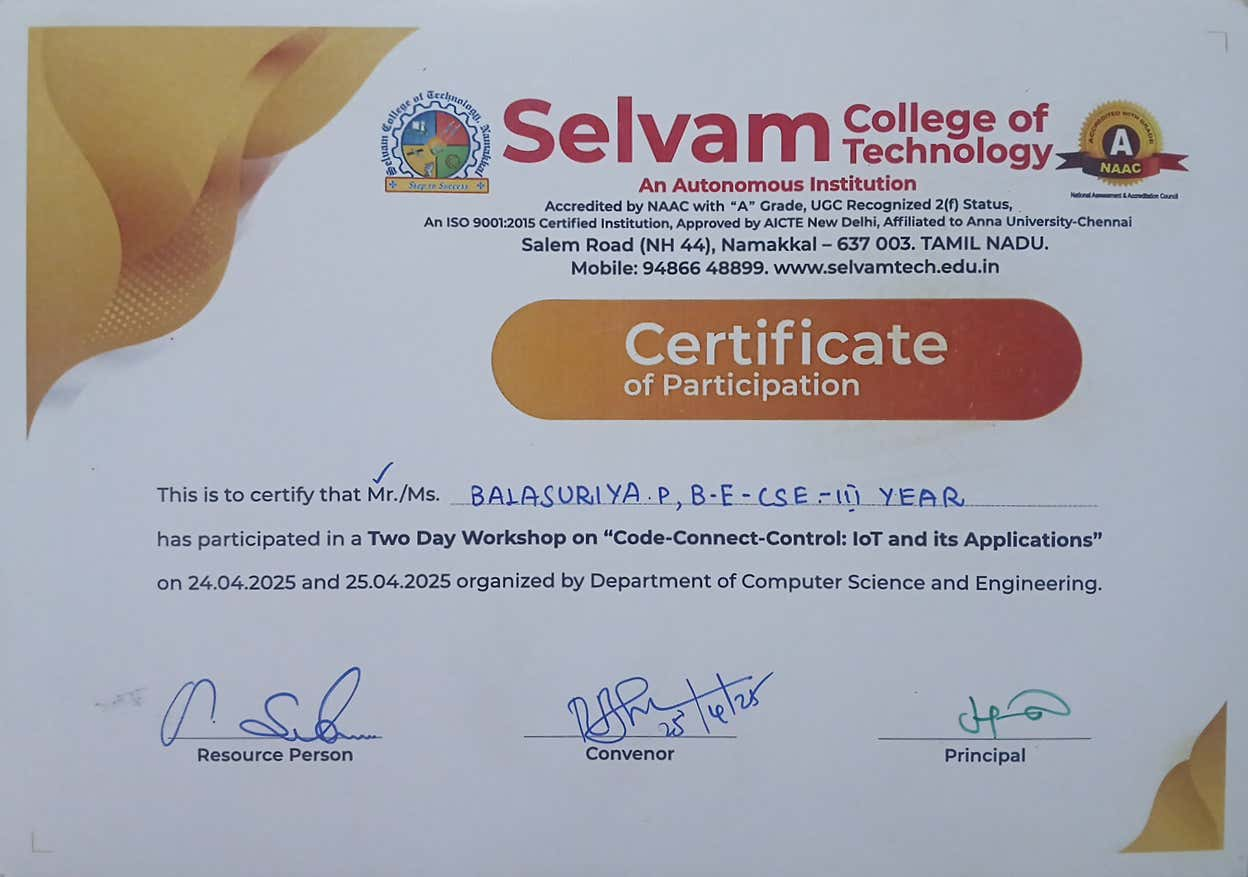 Selvam College of Technology, Namakkal
Step to Success
Selvam College of Technology
ACCREDITED WITH GRADE
A
NAAC
National Assessment & Accreditation Council
An Autonomous Institution
Accredited by NAAC with “A” Grade, UGC Recognized 2(f) Status,
An ISO 9001:2015 Certified Institution, Approved by AICTE New Delhi, Affiliated to Anna University-Chennai
Salem Road (NH 44), Namakkal – 637 003. TAMIL NADU.
Mobile: 94866 48899. www.selvamtech.edu.in
Certificate
of Participation
This is to certify that Mr./Ms. BALASURIYA.P, B-E-CSE-III YEAR
has participated in a Two Day Workshop on “Code-Connect-Control: IoT and its Applications”
on 24.04.2025 and 25.04.2025 organized by Department of Computer Science and Engineering.
25/4/25
Resource Person
Convenor
Principal